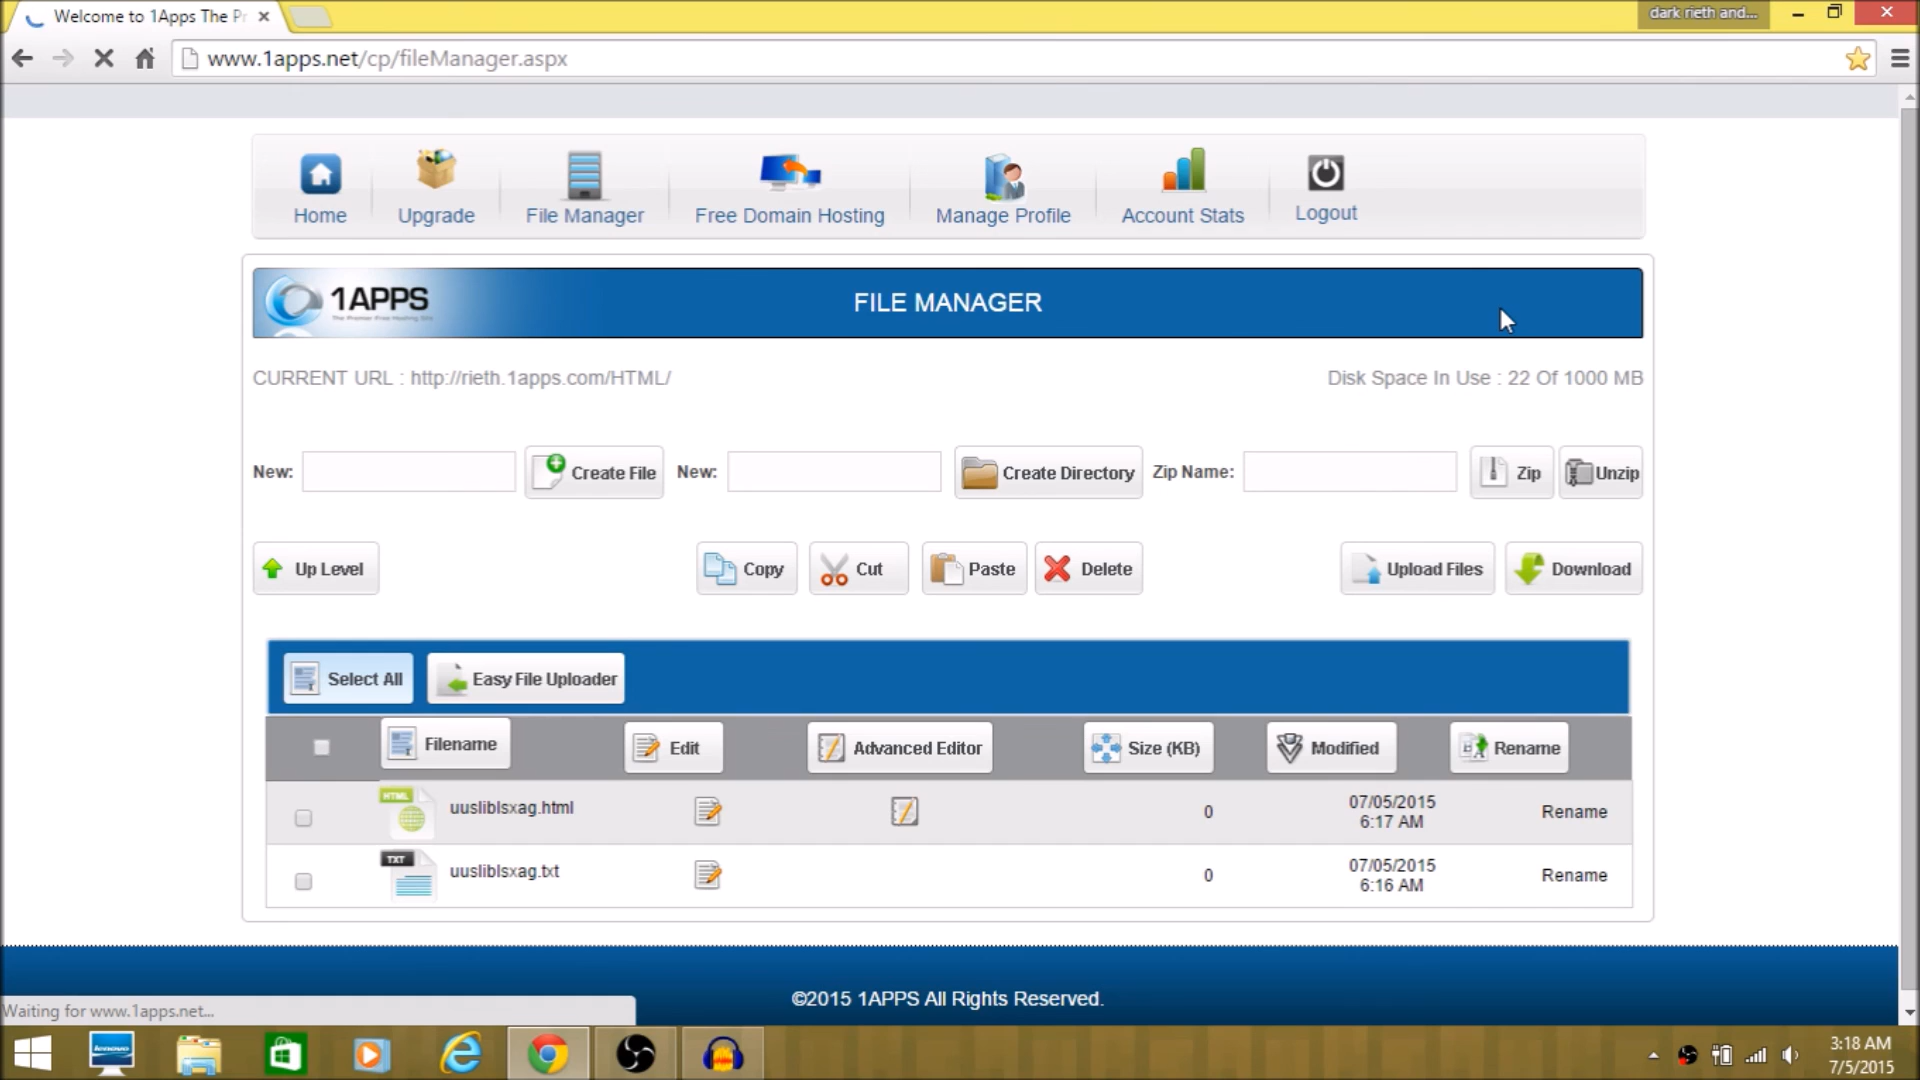 Welcome to 1Apps The Pr
dark rieth and...
www.1apps.net/cp/fileManager.aspx
Home
Upgrade
File Manager
Free Domain Hosting
Manage Profile
Account Stats
Logout
1APPS
The Premier Free Hosting Site
FILE MANAGER
CURRENT URL : http://rieth.1apps.com/HTML/
Disk Space In Use : 22 Of 1000 MB
New:
Create File
New:
Create Directory
Zip Name:
Zip
Unzip
Up Level
Copy
Cut
Paste
Delete
Upload Files
Download
Select All
Easy File Uploader
Filename
Edit
Advanced Editor
Size (KB)
Modified
Rename
HTML
uusliblsxag.html
0
07/05/2015
6:17 AM
Rename
TXT
uusliblsxag.txt
0
07/05/2015
6:16 AM
Rename
©2015 1APPS All Rights Reserved.
Waiting for www.1apps.net...
lenovo
3:18 AM
7/5/2015